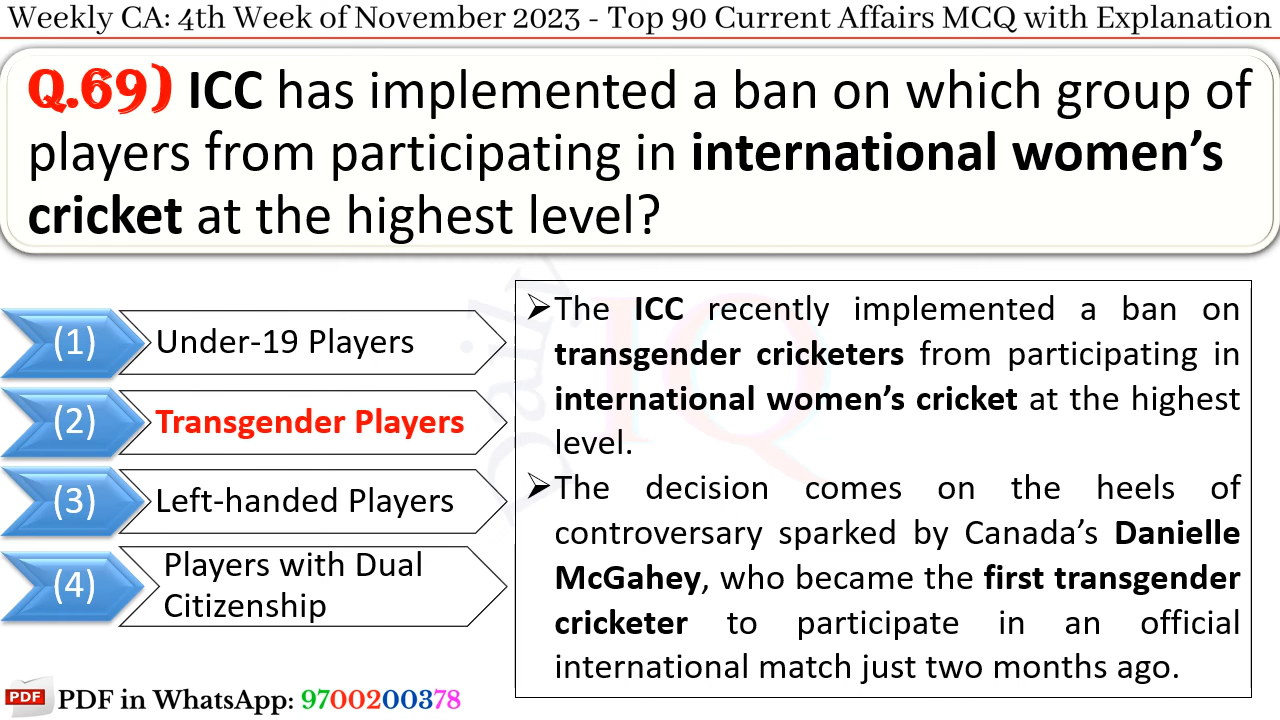 Weekly CA: 4th Week of November 2023 - Top 90 Current Affairs MCQ with Explanation
Q.69) ICC has implemented a ban on which group of
players from participating in international women’s
cricket at the highest level?
(1) Under-19 Players
(2) Transgender Players
(3) Left-handed Players
(4) Players with Dual
Citizenship
➢The ICC recently implemented a ban on
transgender cricketers from participating in
international women’s cricket at the highest
level.
➢The decision comes on the heels of
controversary sparked by Canada’s Danielle
McGahey, who became the first transgender
cricketer to participate in an official
international match just two months ago.
Daily
IQ
PDF PDF in WhatsApp: 9700200378